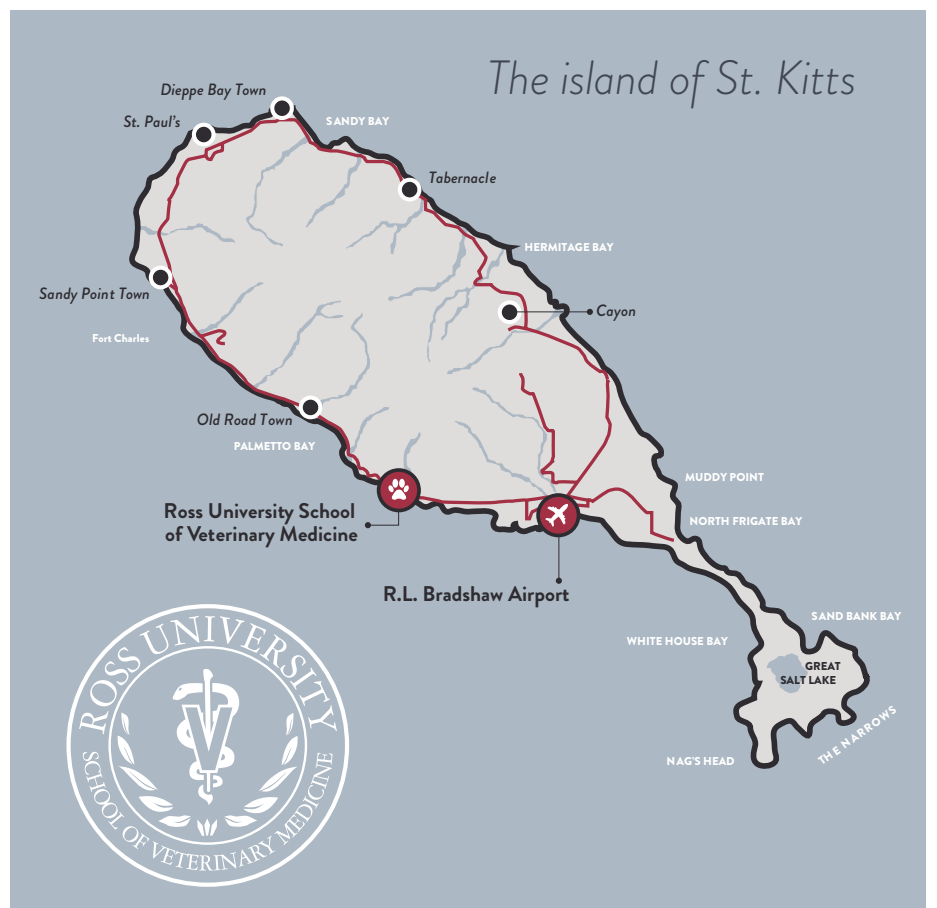 The island of St. Kitts
Dieppe Bay Town
St. Paul's
SANDY BAY
Tabernacle
HERMITAGE BAY
Sandy Point Town
Cayon
Fort Charles
Old Road Town
PALMETTO BAY
MUDDY POINT
Ross University School
of Veterinary Medicine
NORTH FRIGATE BAY
R.L. Bradshaw Airport
SAND BANK BAY
WHITE HOUSE BAY
GREAT
SALT LAKE
THE NARROWS
NAG'S HEAD
ROSS UNIVERSITY
V
SCHOOL OF VETERINARY MEDICINE